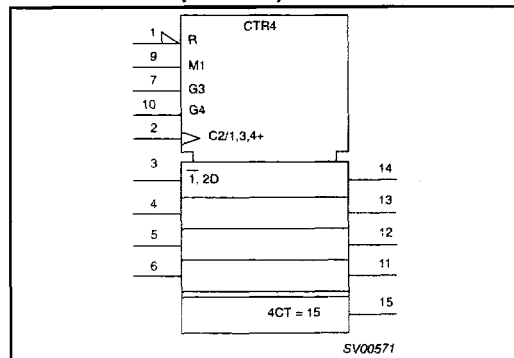 CTR4
1 R
9 M1
7 G3
10 G4
2 C2/1,3,4+
3 1̅, 2D 14
4 13
5 12
6 11
4CT = 15 15
SV00571